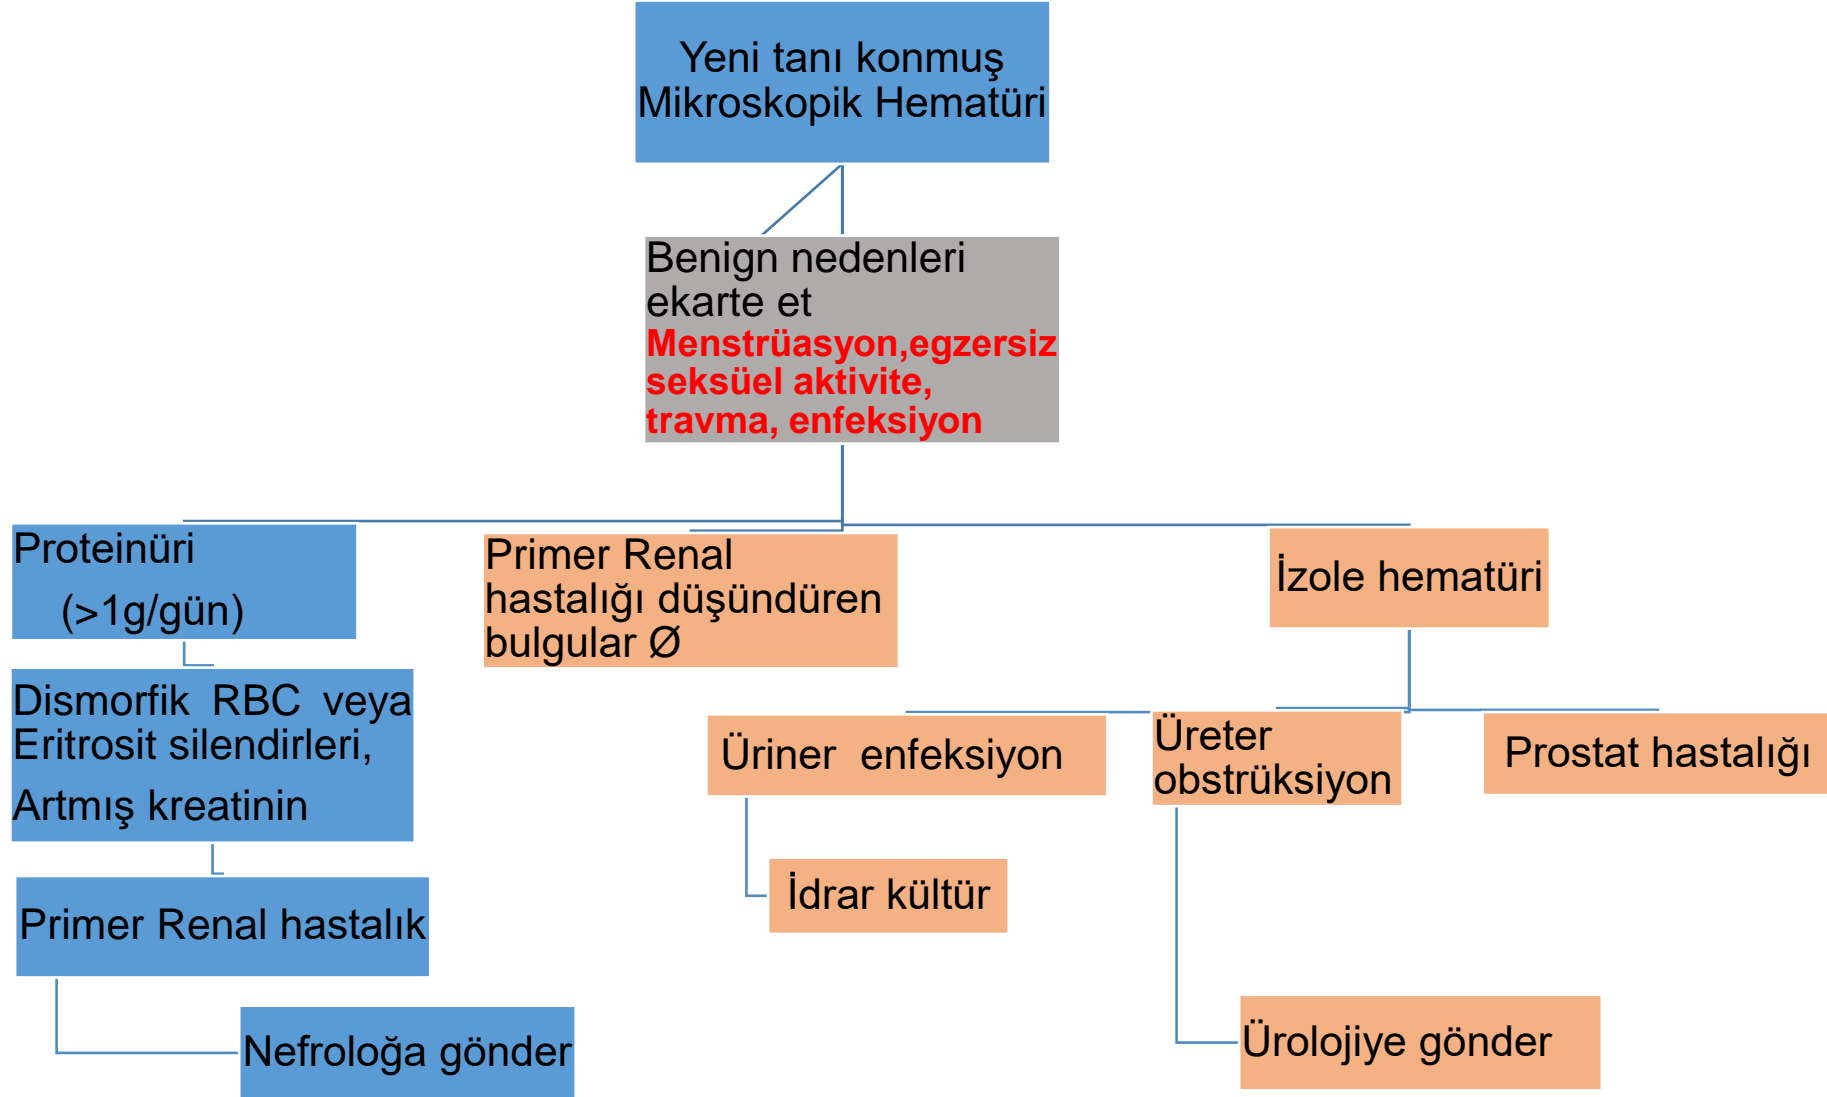 Yeni tanı konmuş
Mikroskopik Hematüri
Benign nedenleri
ekarte et
Menstrüasyon,egzersiz
seksüel aktivite,
travma, enfeksiyon
Proteinüri
(>1g/gün)
Primer Renal
hastalığı düşündüren
bulgular Ø
İzole hematüri
Dismorfik RBC veya
Eritrosit silendirleri,
Artmış kreatinin
Üriner enfeksiyon
Üreter
obstrüksiyon
Prostat hastalığı
Primer Renal hastalık
İdrar kültür
Nefroloğa gönder
Ürolojiye gönder